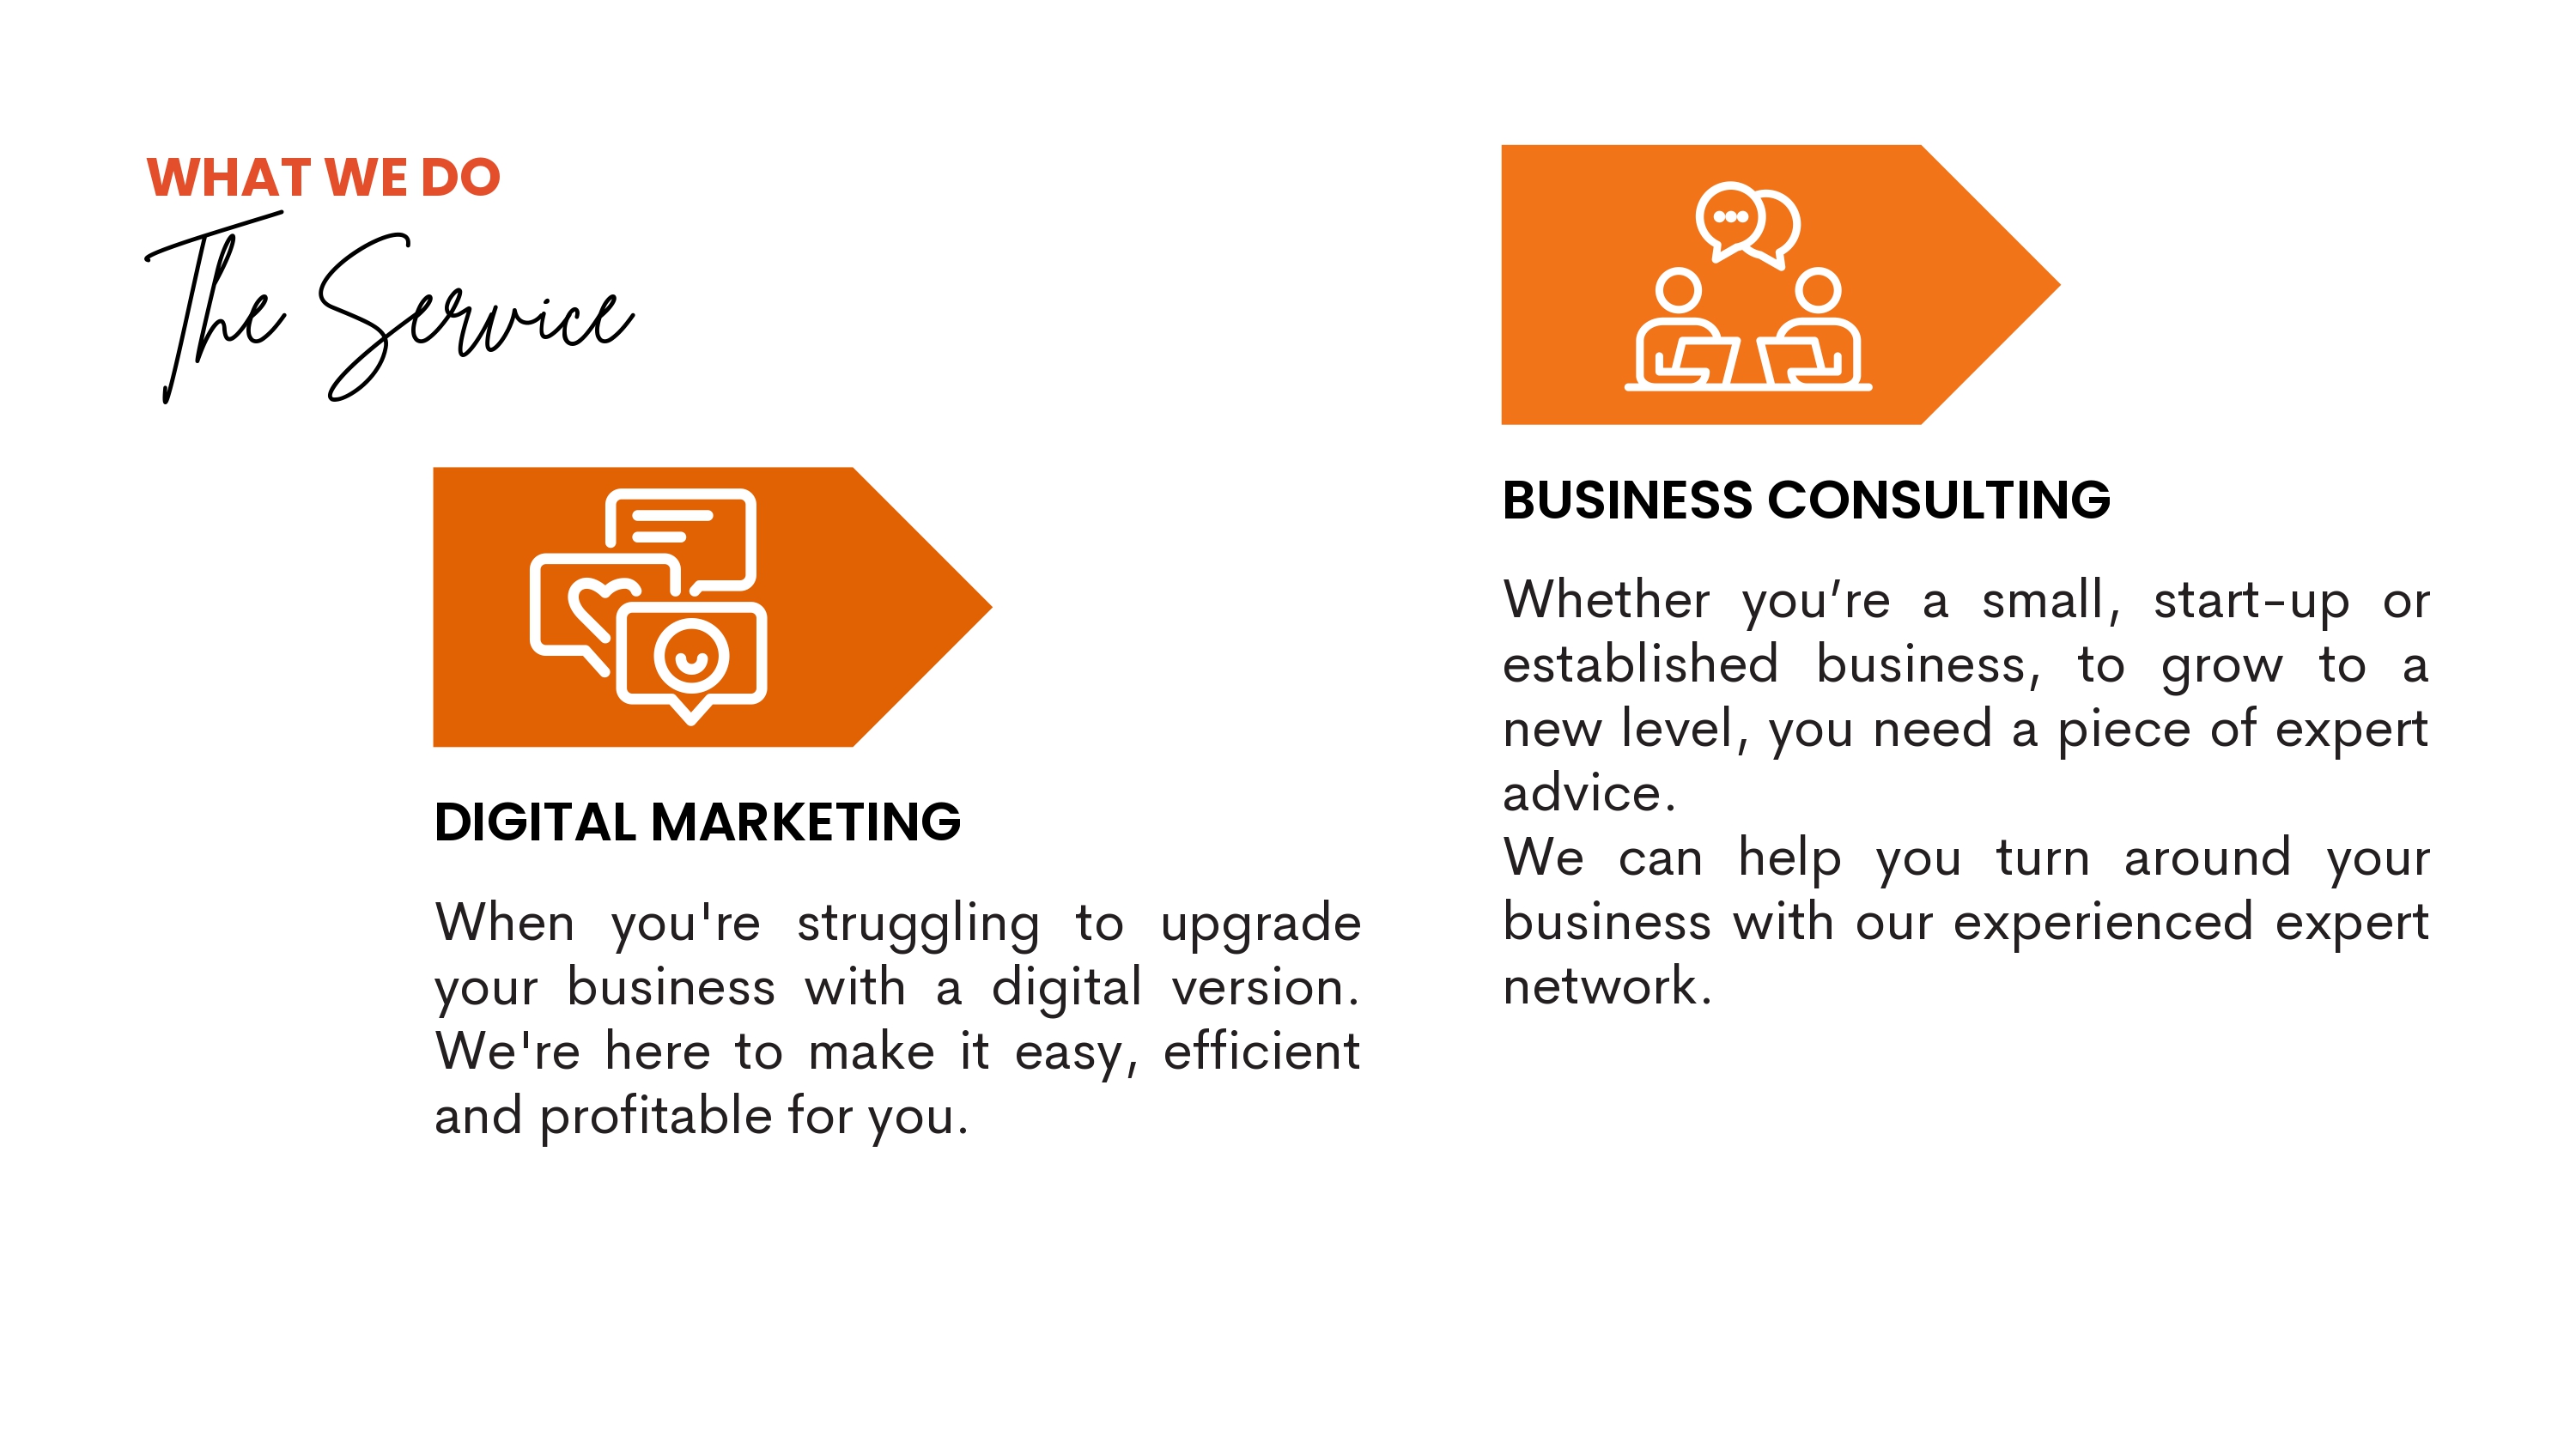 WHAT WE DO
The Service
DIGITAL MARKETING
When you're struggling to upgrade
your business with a digital version.
We're here to make it easy, efficient
and profitable for you.
BUSINESS CONSULTING
Whether you’re a small, start-up or
established business, to grow to a
new level, you need a piece of expert
advice.
We can help you turn around your
business with our experienced expert
network.